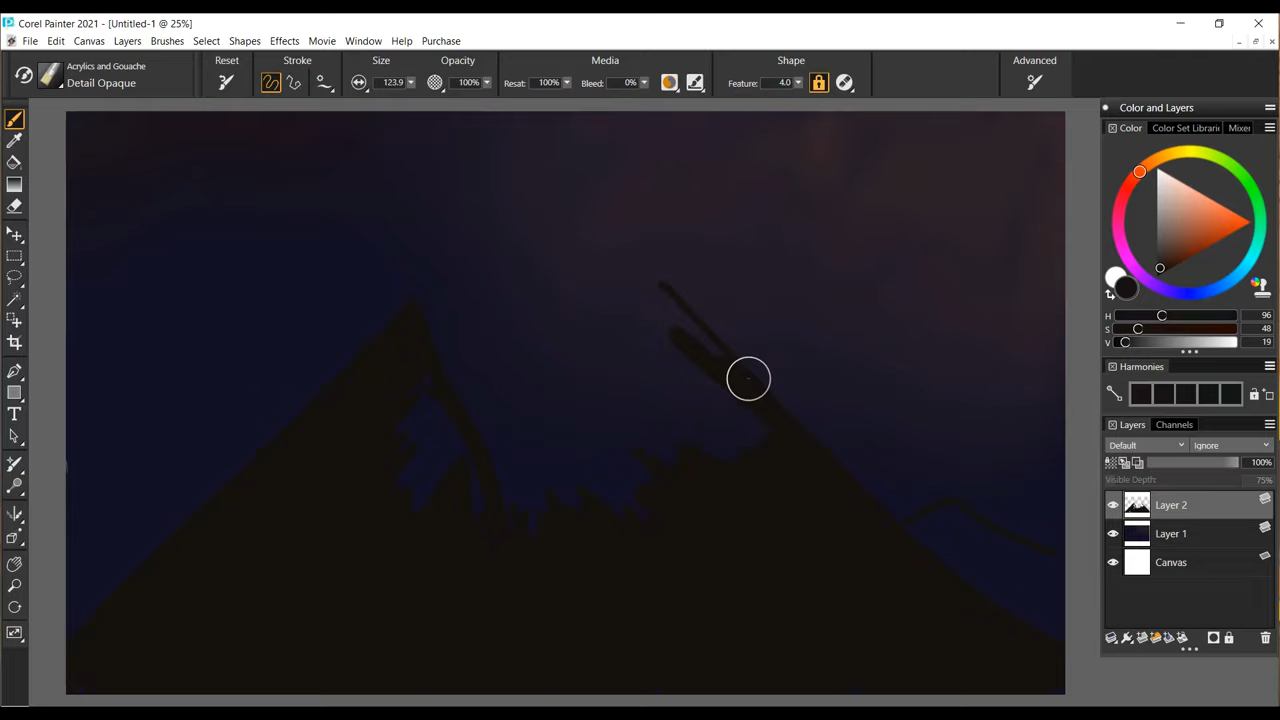 Corel Painter 2021 - [Untitled-1 @ 25%]
File Edit Canvas Layers Brushes Select Shapes Effects Movie Window Help Purchase
Acrylics and Gouache
Detail Opaque
Reset Stroke Size Opacity Media Shape Advanced
123.9 100% Resat: 100% Bleed: 0% Feature: 4.0
Color and Layers
Color Color Set Librari Mixer
H 96
S 48
V 19
Harmonies
Layers Channels
Default Ignore
100%
Visible Depth: 75%
Layer 2
Layer 1
Canvas